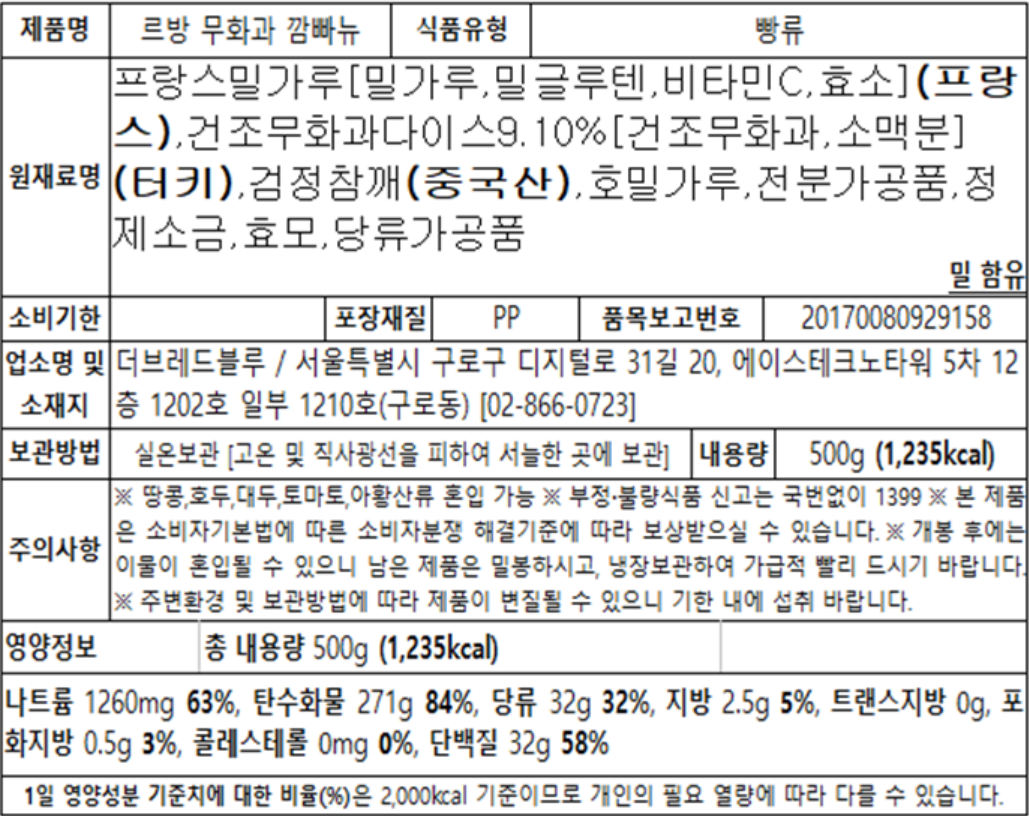 제품명 르방 무화과 깜빠뉴 식품유형 빵류
원재료명
프랑스밀가루[밀가루,밀글루텐,비타민C,효소](프랑
스),건조무화과다이스9.10%[건조무화과,소맥분]
(터키),검정참깨(중국산),호밀가루,전분가공품,정
제소금,효모,당류가공품
밀 함유
소비기한 포장재질 PP 품목보고번호 20170080929158
업소명 및 더브레드블루 / 서울특별시 구로구 디지털로 31길 20, 에이스테크노타워 5차 12
소재지 층 1202호 일부 1210호(구로동) [02-866-0723]
보관방법 실온보관 [고온 및 직사광선을 피하여 서늘한 곳에 보관] 내용량 500g (1,235kcal)
주의사항
※ 땅콩,호두,대두,토마토,아황산류 혼입 가능 ※ 부정·불량식품 신고는 국번없이 1399 ※ 본 제품
은 소비자기본법에 따른 소비자분쟁 해결기준에 따라 보상받으실 수 있습니다. ※ 개봉 후에는
이물이 혼입될 수 있으니 남은 제품은 밀봉하시고, 냉장보관하여 가급적 빨리 드시기 바랍니다.
※ 주변환경 및 보관방법에 따라 제품이 변질될 수 있으니 기한 내에 섭취 바랍니다.
영양정보 총 내용량 500g (1,235kcal)
나트륨 1260mg 63%, 탄수화물 271g 84%, 당류 32g 32%, 지방 2.5g 5%, 트랜스지방 0g, 포
화지방 0.5g 3%, 콜레스테롤 0mg 0%, 단백질 32g 58%
1일 영양성분 기준치에 대한 비율(%)은 2,000kcal 기준이므로 개인의 필요 열량에 따라 다를 수 있습니다.